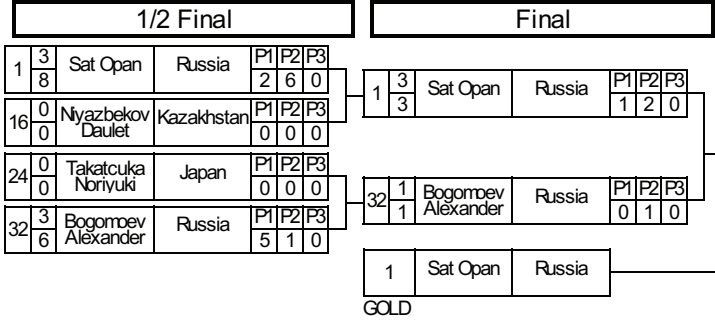 1/2 Final
Final
1 3 8 Sat Opan Russia P1 P2 P3 2 6 0
16 0 0 Niyazbekov Daulet Kazakhstan P1 P2 P3 0 0 0
24 0 0 Takatcuka Noriyuki Japan P1 P2 P3 0 0 0
32 3 6 Bogomoev Alexander Russia P1 P2 P3 5 1 0
1 3 3 Sat Opan Russia P1 P2 P3 1 2 0
32 1 1 Bogomoev Alexander Russia P1 P2 P3 0 1 0
1 Sat Opan Russia
GOLD